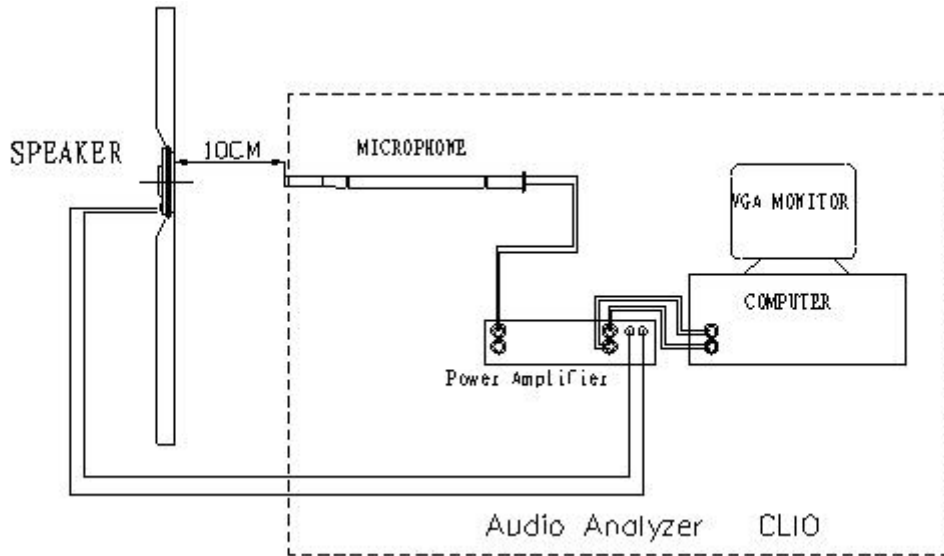 SPEAKER
10CM
MICROPHONE
VGA MONITOR
COMPUTER
Power Amplifier
Audio Analyzer CLIO